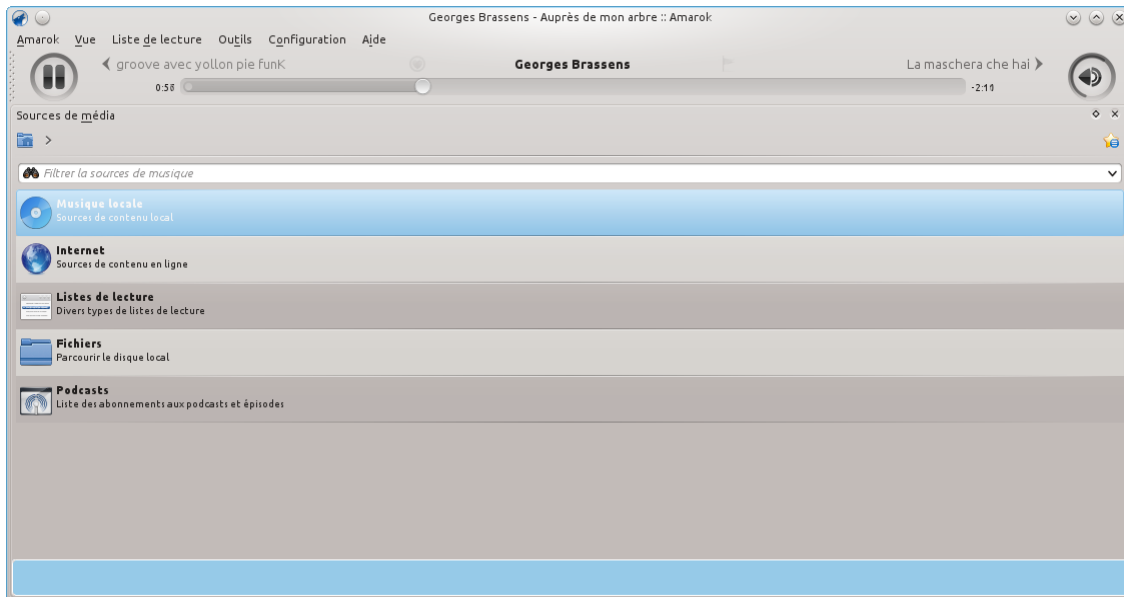 Georges Brassens - Auprès de mon arbre :: Amarok
Amarok Vue Liste de lecture Outils Configuration Aide
groove avec yollon pie funK Georges Brassens La maschera che hai
0:58 -2:18
Sources de média
>
Filtrer la sources de musique
Musique locale
Sources de contenu local
Internet
Sources de contenu en ligne
Listes de lecture
Divers types de listes de lecture
Fichiers
Parcourir le disque local
Podcasts
Liste des abonnements aux podcasts et épisodes